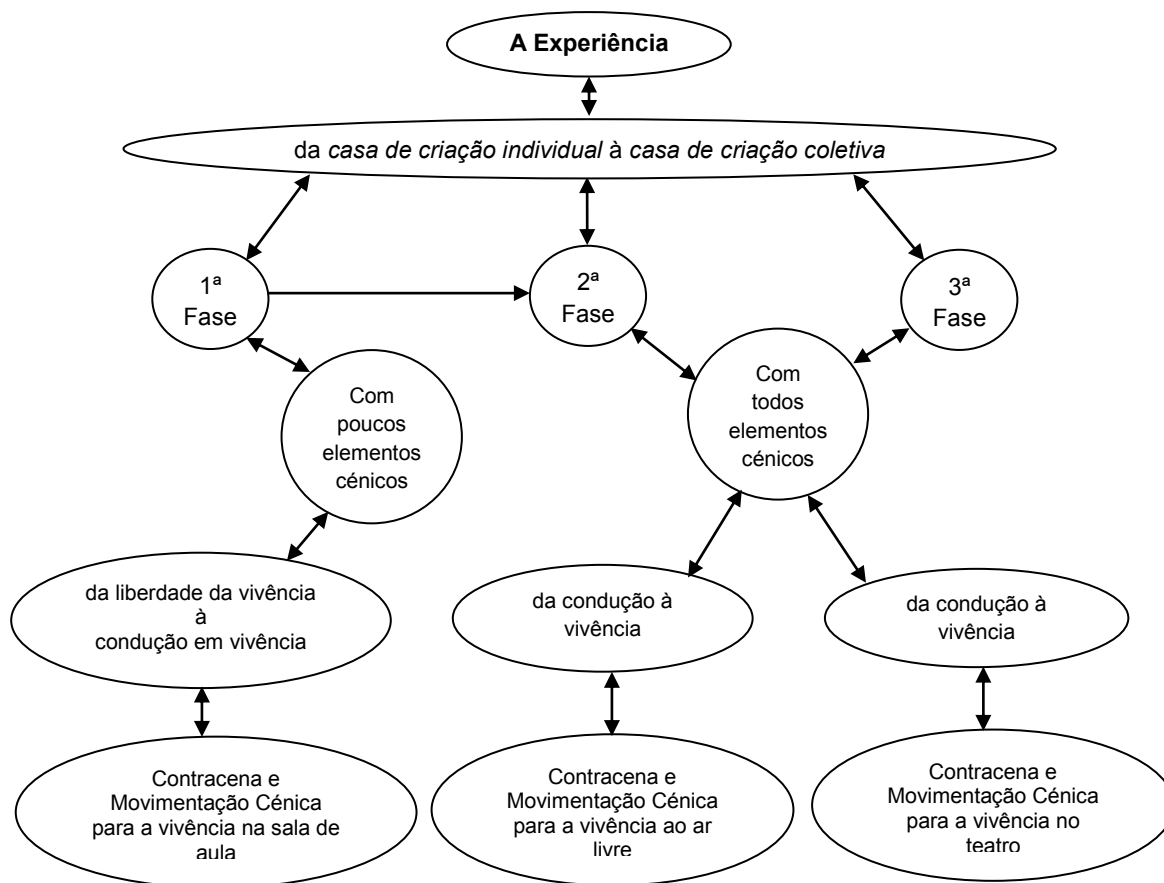 A Experiência
da casa de criação individual à casa de criação coletiva
1ª
Fase
2ª
Fase
3ª
Fase
Com
poucos
elementos
cénicos
Com
todos
elementos
cénicos
da liberdade da vivência
à
condução em vivência
da condução à
vivência
da condução à
vivência
Contracena e
Movimentação Cénica
para a vivência na sala de
aula
Contracena e
Movimentação Cénica
para a vivência ao ar
livre
Contracena e
Movimentação Cénica
para a vivência no
teatro